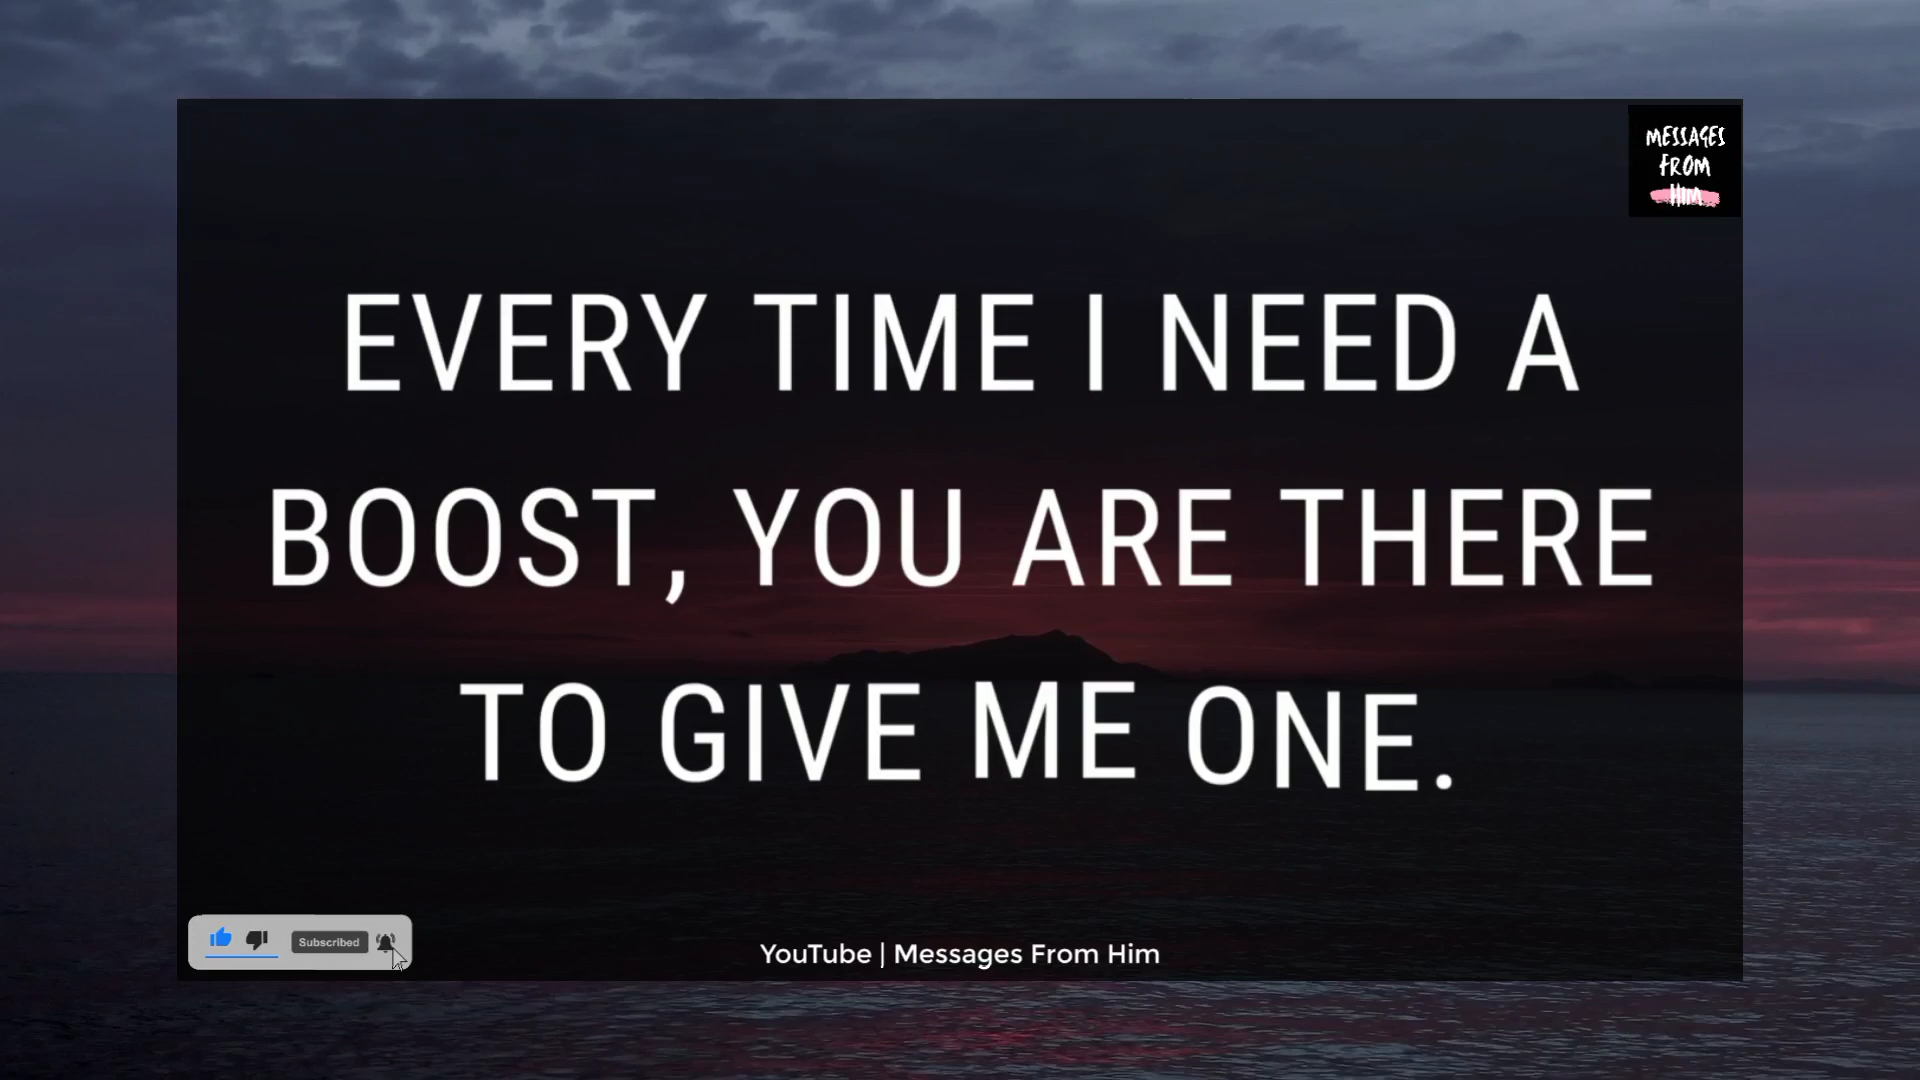 MESSAGES
FROM
HIM
EVERY TIME I NEED A
BOOST, YOU ARE THERE
TO GIVE ME ONE.
Subscribed
YouTube | Messages From Him